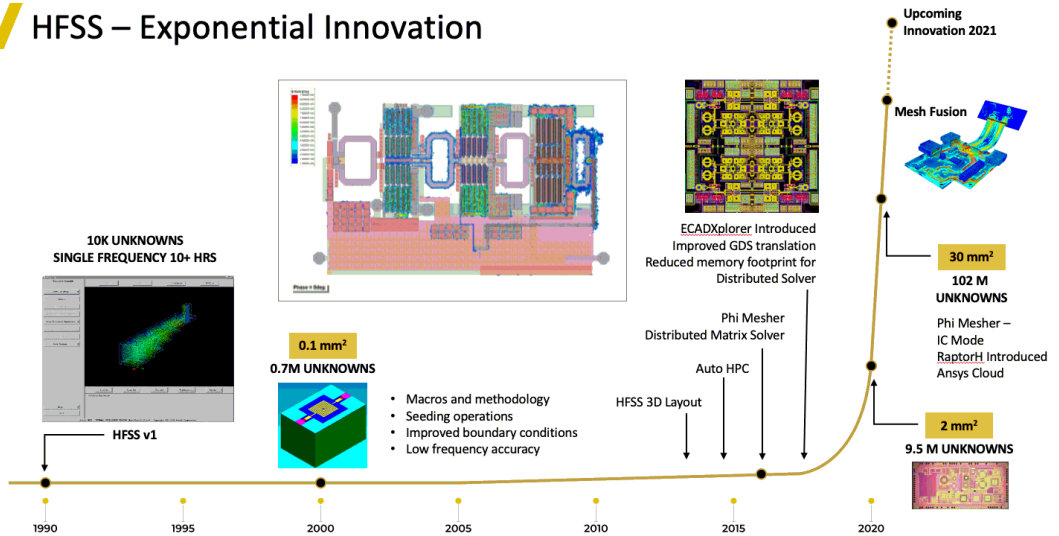 HFSS – Exponential Innovation
Upcoming
Innovation 2021
Mesh Fusion
10K UNKNOWNS
SINGLE FREQUENCY 10+ HRS
HFSS v1
Phase = 0deg
0.1 mm²
0.7M UNKNOWNS
• Macros and methodology
• Seeding operations
• Improved boundary conditions
• Low frequency accuracy
ECADXplorer Introduced
Improved GDS translation
Reduced memory footprint for
Distributed Solver
Phi Mesher
Distributed Matrix Solver
Auto HPC
HFSS 3D Layout
30 mm²
102 M
UNKNOWNS
Phi Mesher –
IC Mode
RaptorH Introduced
Ansys Cloud
2 mm²
9.5 M UNKNOWNS
1990
1995
2000
2005
2010
2015
2020